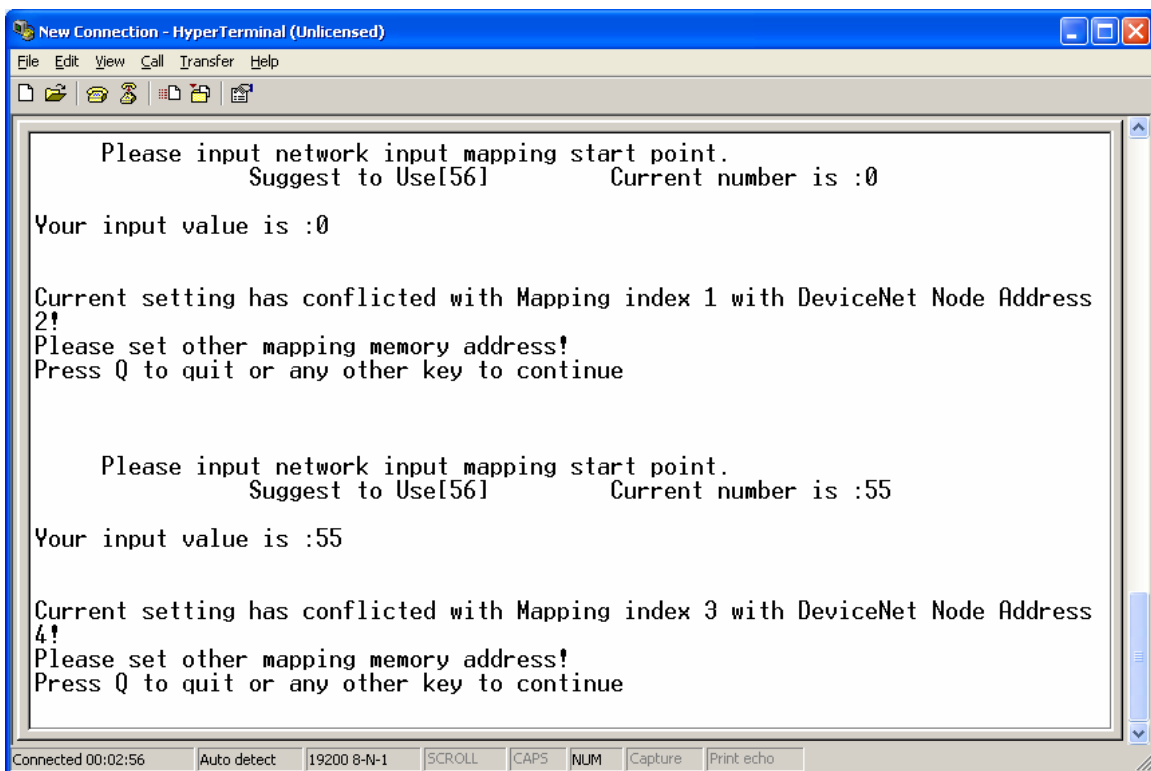 New Connection - HyperTerminal (Unlicensed)
File Edit View Call Transfer Help
Please input network input mapping start point.
Suggest to Use[56] Current number is :0
Your input value is :0
Current setting has conflicted with Mapping index 1 with DeviceNet Node Address
2!
Please set other mapping memory address!
Press Q to quit or any other key to continue
Please input network input mapping start point.
Suggest to Use[56] Current number is :55
Your input value is :55
Current setting has conflicted with Mapping index 3 with DeviceNet Node Address
4!
Please set other mapping memory address!
Press Q to quit or any other key to continue
Connected 00:02:56 Auto detect 19200 8-N-1 SCROLL CAPS NUM Capture Print echo